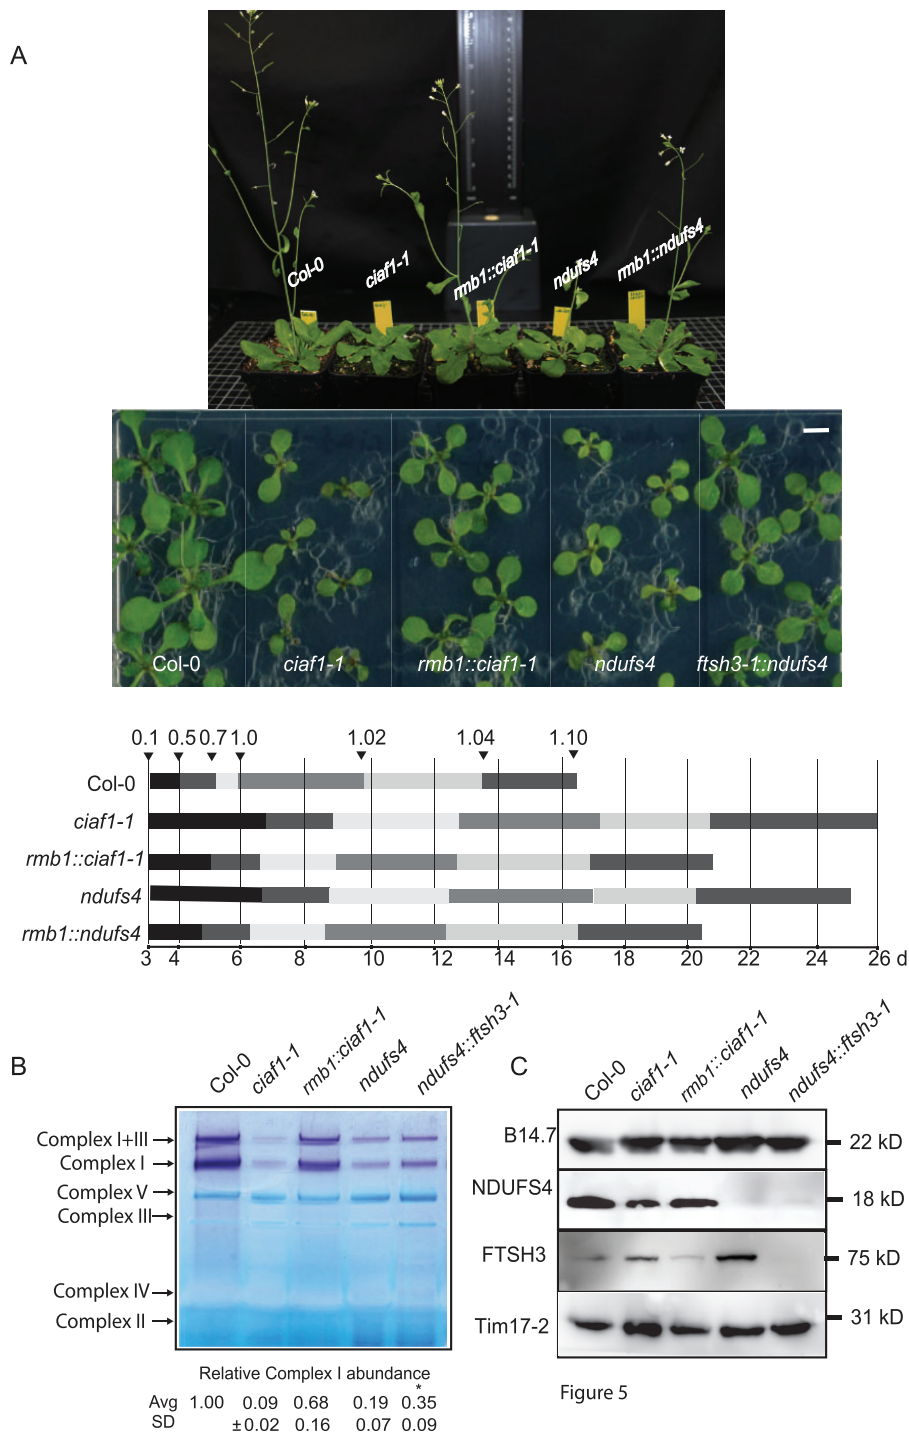 A
Col-0
ciaf1-1
rmb1::ciaf1-1
ndufs4
rmb1::ndufs4
Col-0
ciaf1-1
rmb1::ciaf1-1
ndufs4
ftsh3-1::ndufs4
0.1 0.5 0.7 1.0 1.02 1.04 1.10
Col-0
ciaf1-1
rmb1::ciaf1-1
ndufs4
rmb1::ndufs4
3 4 6 8 10 12 14 16 18 20 22 24 26 d
B
Col-0
ciaf1-1
rmb1::ciaf1-1
ndufs4
ndufs4::ftsh3-1
Complex I+III
Complex I
Complex V
Complex III
Complex IV
Complex II
Relative Complex I abundance
*
Avg 1.00 0.09 0.68 0.19 0.35
SD ±0.02 0.16 0.07 0.09
C
Col-0
ciaf1-1
rmb1::ciaf1-1
ndufs4
ndufs4::ftsh3-1
B14.7 22 kD
NDUFS4 18 kD
FTSH3 75 kD
Tim17-2 31 kD
Figure 5